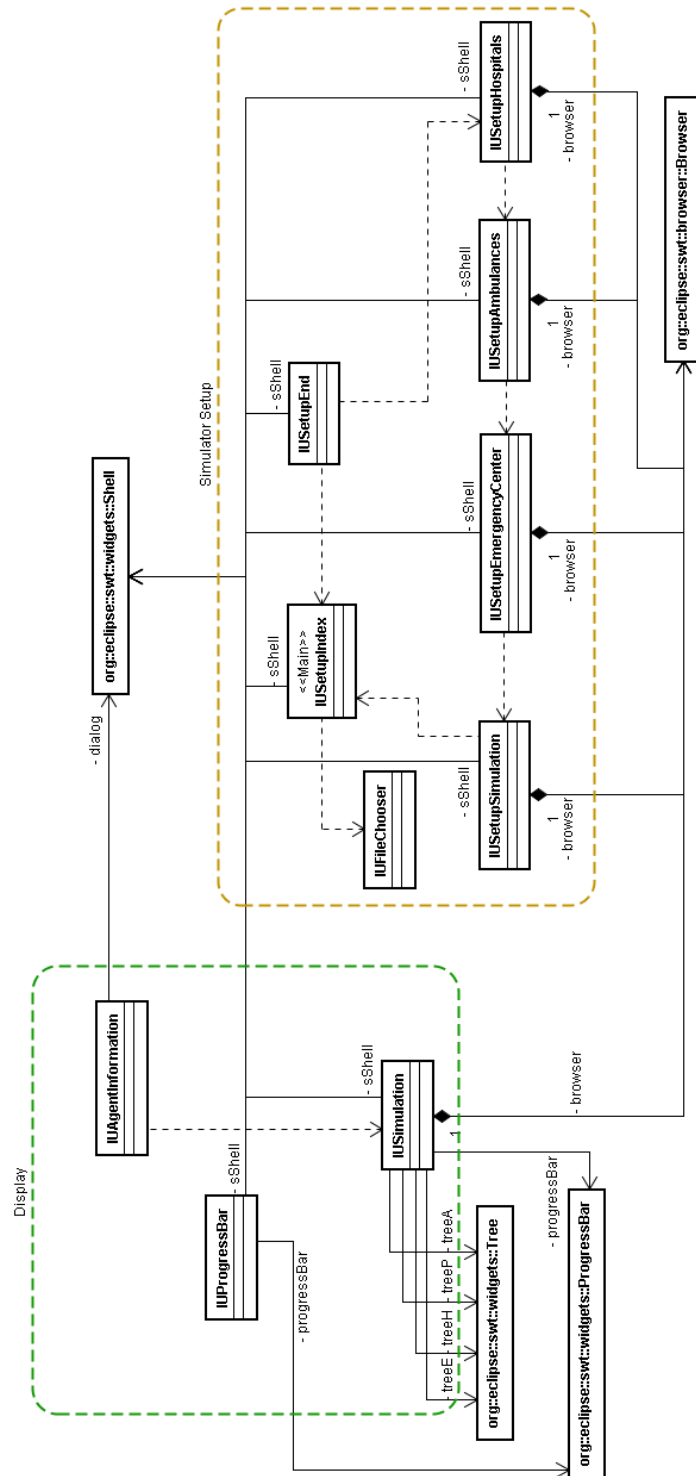 Display
Simulator Setup
org::eclipse::swt::widgets::Shell
- dialog
IUAgentInformation
IUProgressBar
- sShell
- progressBar
IUSimulation
- sShell
1
- browser
- progressBar
- treeE
- treeH
- treeP
- treeA
org::eclipse::swt::widgets::Tree
org::eclipse::swt::widgets::ProgressBar
<<Main>>
IUSetupIndex
- sShell
IUSetupEnd
- sShell
IUFileChooser
IUSetupSimulation
- sShell
1
- browser
IUSetupEmergencyCenter
- sShell
1
- browser
IUSetupAmbulances
- sShell
1
- browser
IUSetupHospitals
- sShell
1
- browser
org::eclipse::swt::browser::Browser